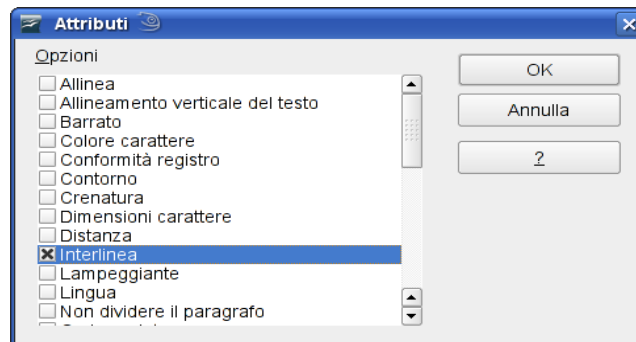 Attributi
Opzioni
Allinea
Allineamento verticale del testo
Barrato
Colore carattere
Conformità registro
Contorno
Crenatura
Dimensioni carattere
Distanza
Interlinea
Lampeggiante
Lingua
Non dividere il paragrafo
OK
Annulla
?